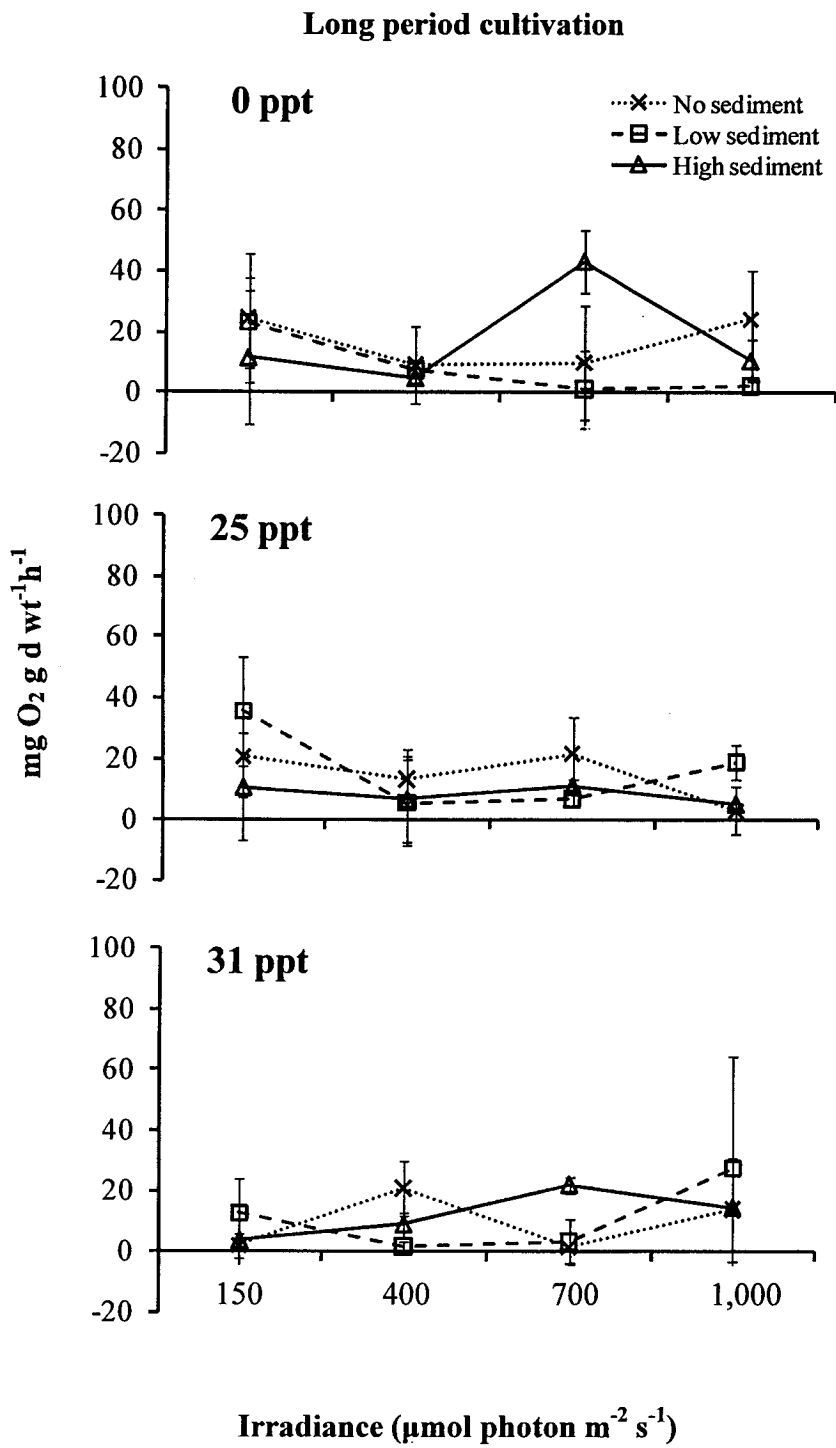 Long period cultivation
0 ppt
No sediment
Low sediment
High sediment
100
80
60
40
20
0
-20
25 ppt
100
80
60
40
20
0
-20
mg O₂ g d wt⁻¹h⁻¹
31 ppt
100
80
60
40
20
0
-20
150 400 700 1,000
Irradiance (μmol photon m⁻² s⁻¹)